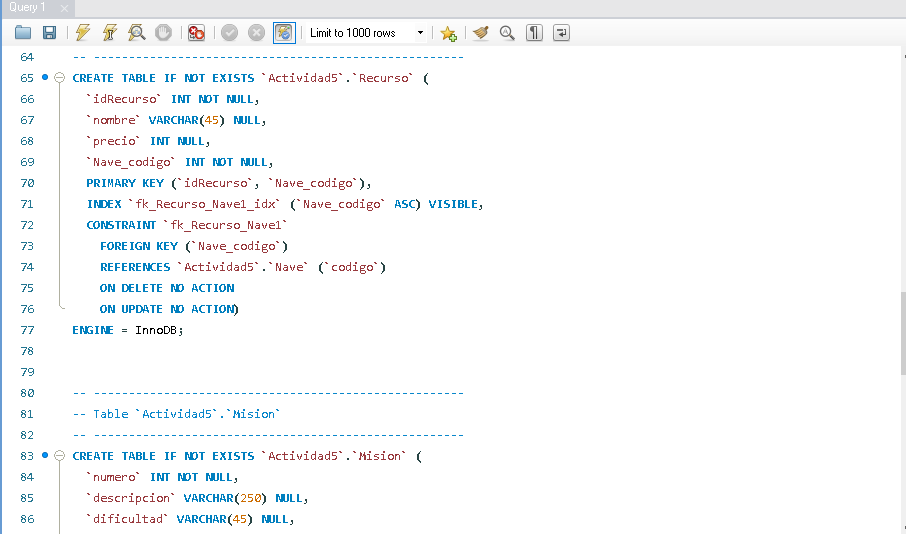 Query 1
Limit to 1000 rows
64 -- -----------------------------------------------------
65 CREATE TABLE IF NOT EXISTS `Actividad5`.`Recurso` (
66 `idRecurso` INT NOT NULL,
67 `nombre` VARCHAR(45) NULL,
68 `precio` INT NULL,
69 `Nave_codigo` INT NOT NULL,
70 PRIMARY KEY (`idRecurso`, `Nave_codigo`),
71 INDEX `fk_Recurso_Nave1_idx` (`Nave_codigo` ASC) VISIBLE,
72 CONSTRAINT `fk_Recurso_Nave1`
73 FOREIGN KEY (`Nave_codigo`)
74 REFERENCES `Actividad5`.`Nave` (`codigo`)
75 ON DELETE NO ACTION
76 ON UPDATE NO ACTION)
77 ENGINE = InnoDB;
78
79
80 -- -----------------------------------------------------
81 -- Table `Actividad5`.`Mision`
82 -- -----------------------------------------------------
83 CREATE TABLE IF NOT EXISTS `Actividad5`.`Mision` (
84 `numero` INT NOT NULL,
85 `descripcion` VARCHAR(250) NULL,
86 `dificultad` VARCHAR(45) NULL,